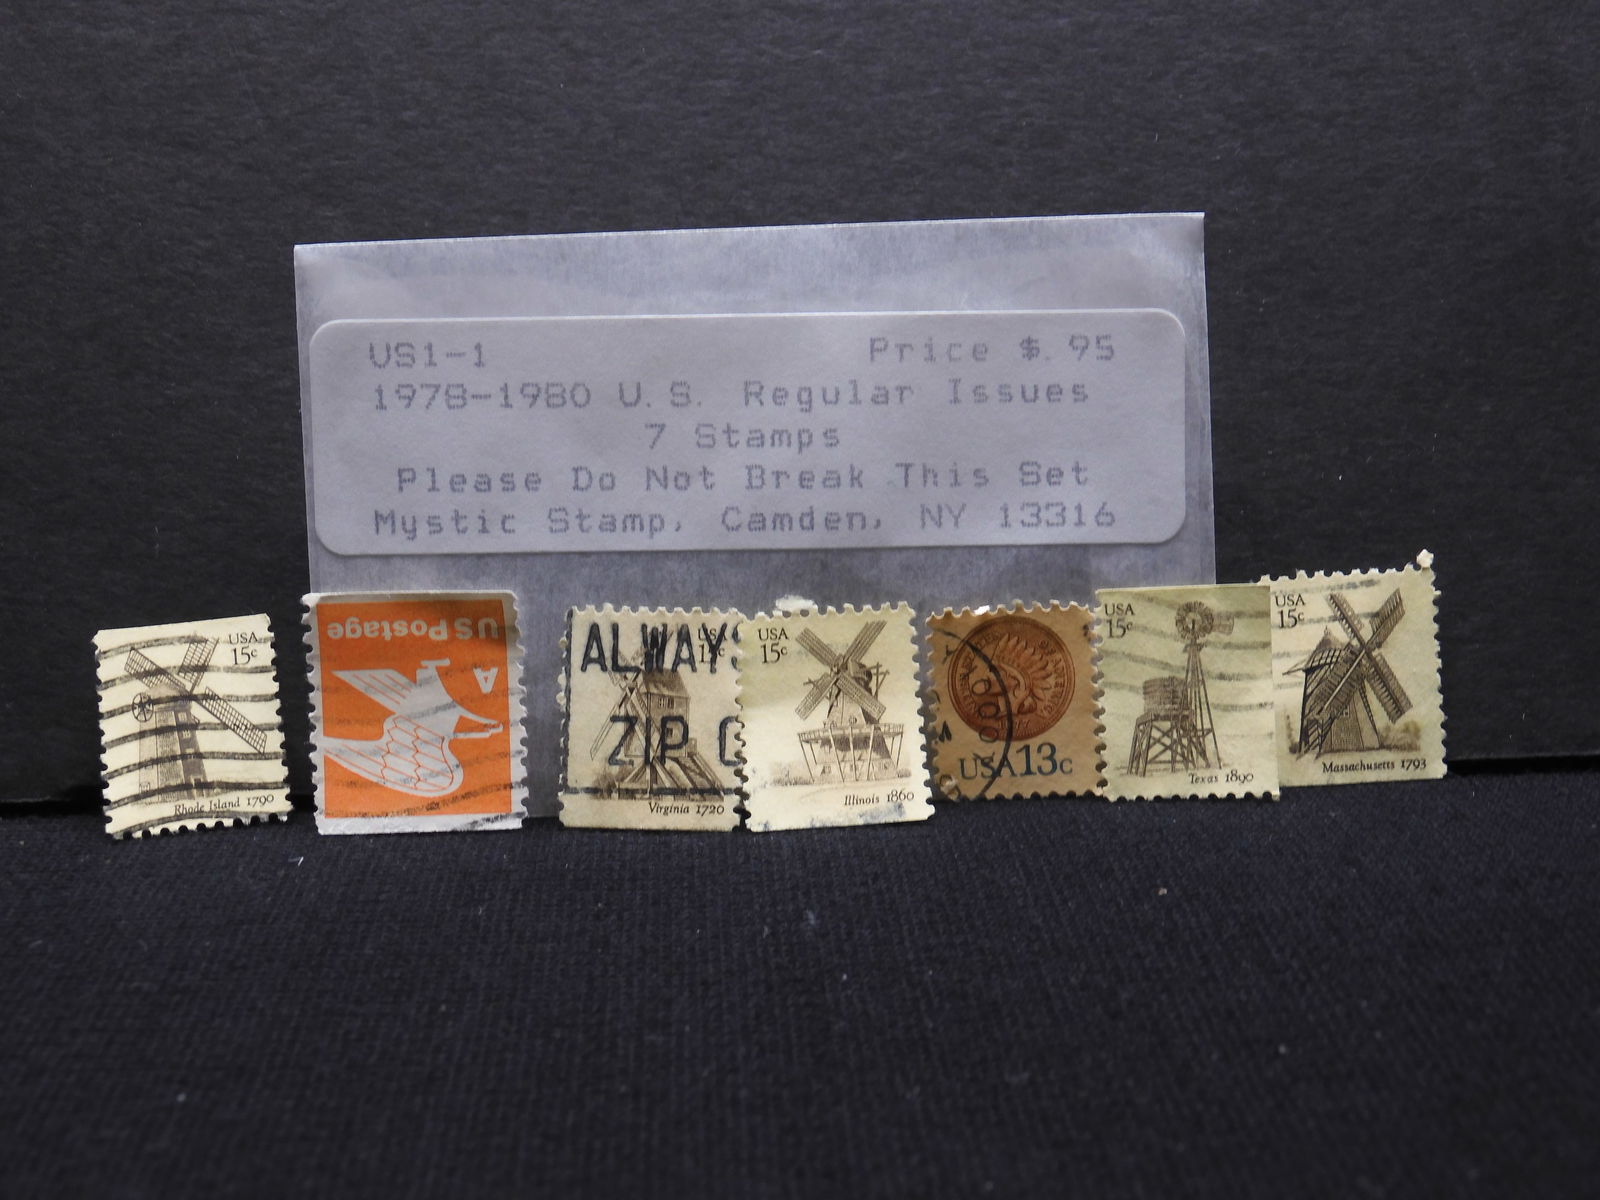 US1-1 Price $.95
1978-1980 U.S. Regular Issues
7 Stamps
Please Do Not Break This Set
Mystic Stamp, Camden, NY 13316
USA
15c
Rhode Island 1790
US Postage
A
ALWAYS
US
15c
ZIP
Virginia 1720
USA
15c
Illinois 1860
USA 13c
USA
15c
Texas 1890
USA
15c
Massachusetts 1793